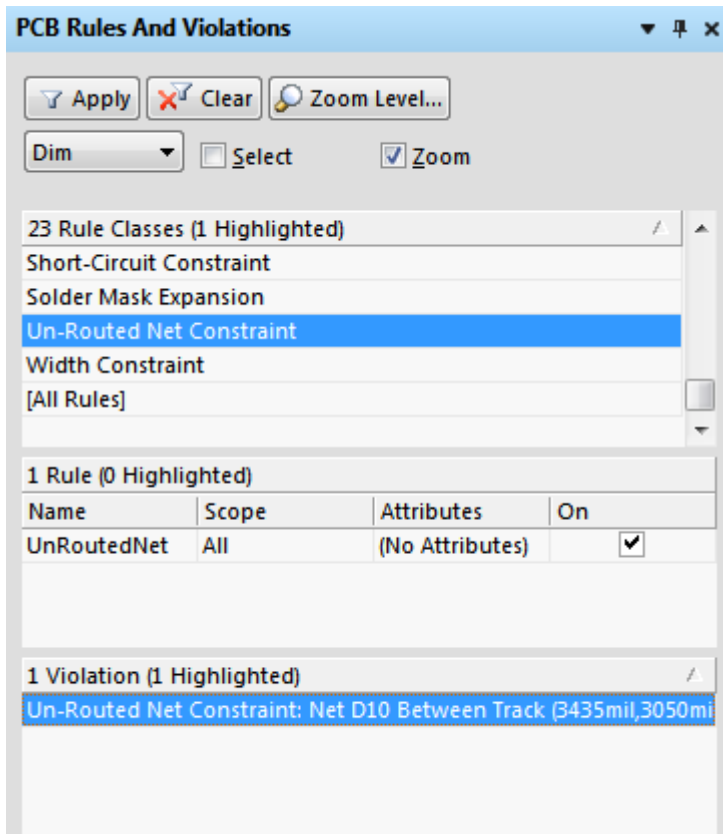 PCB Rules And Violations
Apply Clear Zoom Level...
Dim Select Zoom
23 Rule Classes (1 Highlighted)
Short-Circuit Constraint
Solder Mask Expansion
Un-Routed Net Constraint
Width Constraint
[All Rules]
1 Rule (0 Highlighted)
Name Scope Attributes On
UnRoutedNet All (No Attributes)
1 Violation (1 Highlighted)
Un-Routed Net Constraint: Net D10 Between Track (3435mil,3050mi